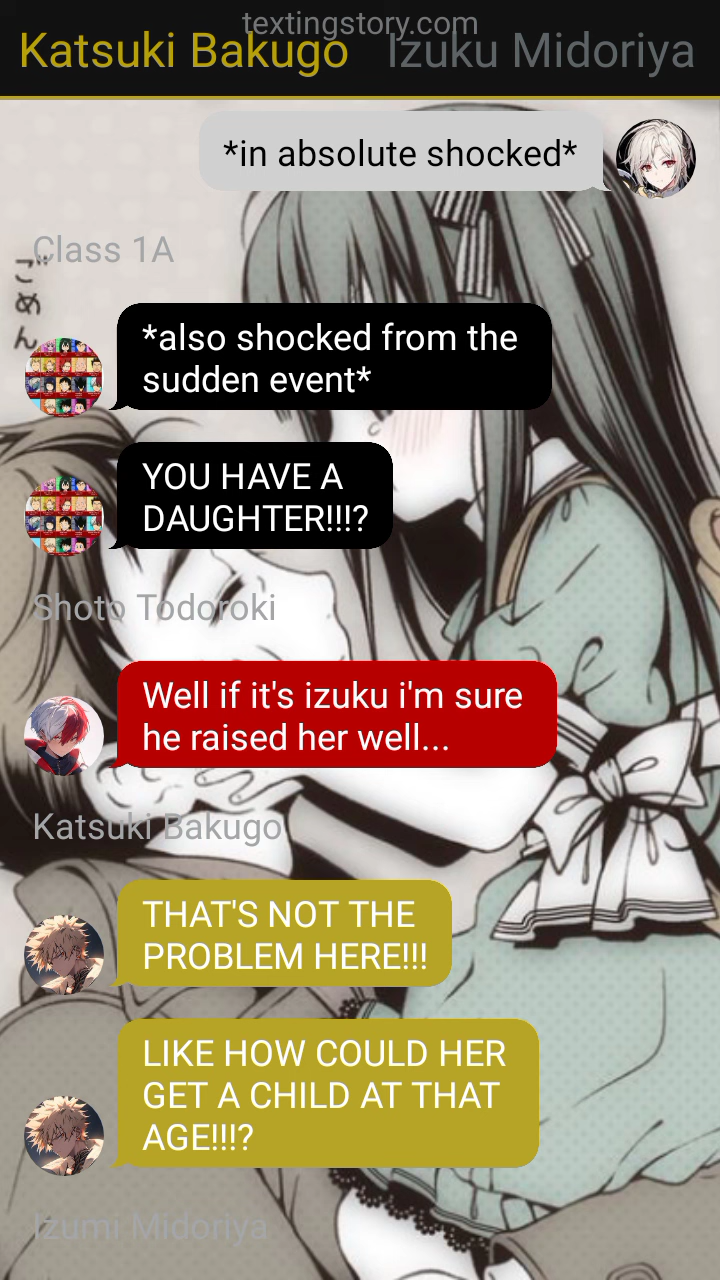 textingstory.com
Katsuki Bakugo Izuku Midoriya
*in absolute shocked*
Class 1A
ごめん
*also shocked from the
sudden event*
YOU HAVE A
DAUGHTER!!!?
Shoto Todoroki
Well if it's izuku i'm sure
he raised her well...
Katsuki Bakugo
THAT'S NOT THE
PROBLEM HERE!!!
LIKE HOW COULD HER
GET A CHILD AT THAT
AGE!!!?
Izumi Midoriya